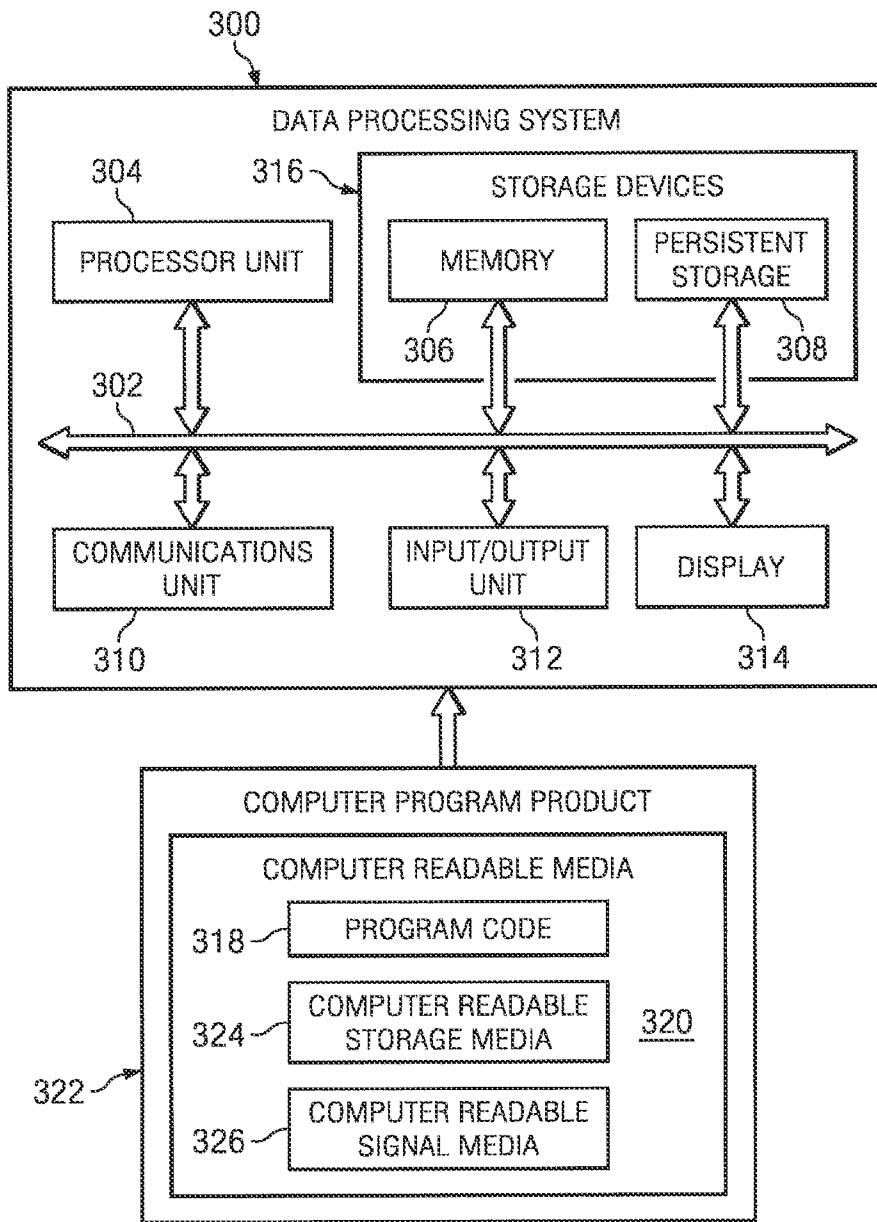 300
DATA PROCESSING SYSTEM
304
316
STORAGE DEVICES
PROCESSOR UNIT
MEMORY
PERSISTENT
STORAGE
306
308
302
COMMUNICATIONS
UNIT
INPUT/OUTPUT
UNIT
DISPLAY
310
312
314
COMPUTER PROGRAM PRODUCT
COMPUTER READABLE MEDIA
318
PROGRAM CODE
324
COMPUTER READABLE
STORAGE MEDIA
320
322
326
COMPUTER READABLE
SIGNAL MEDIA